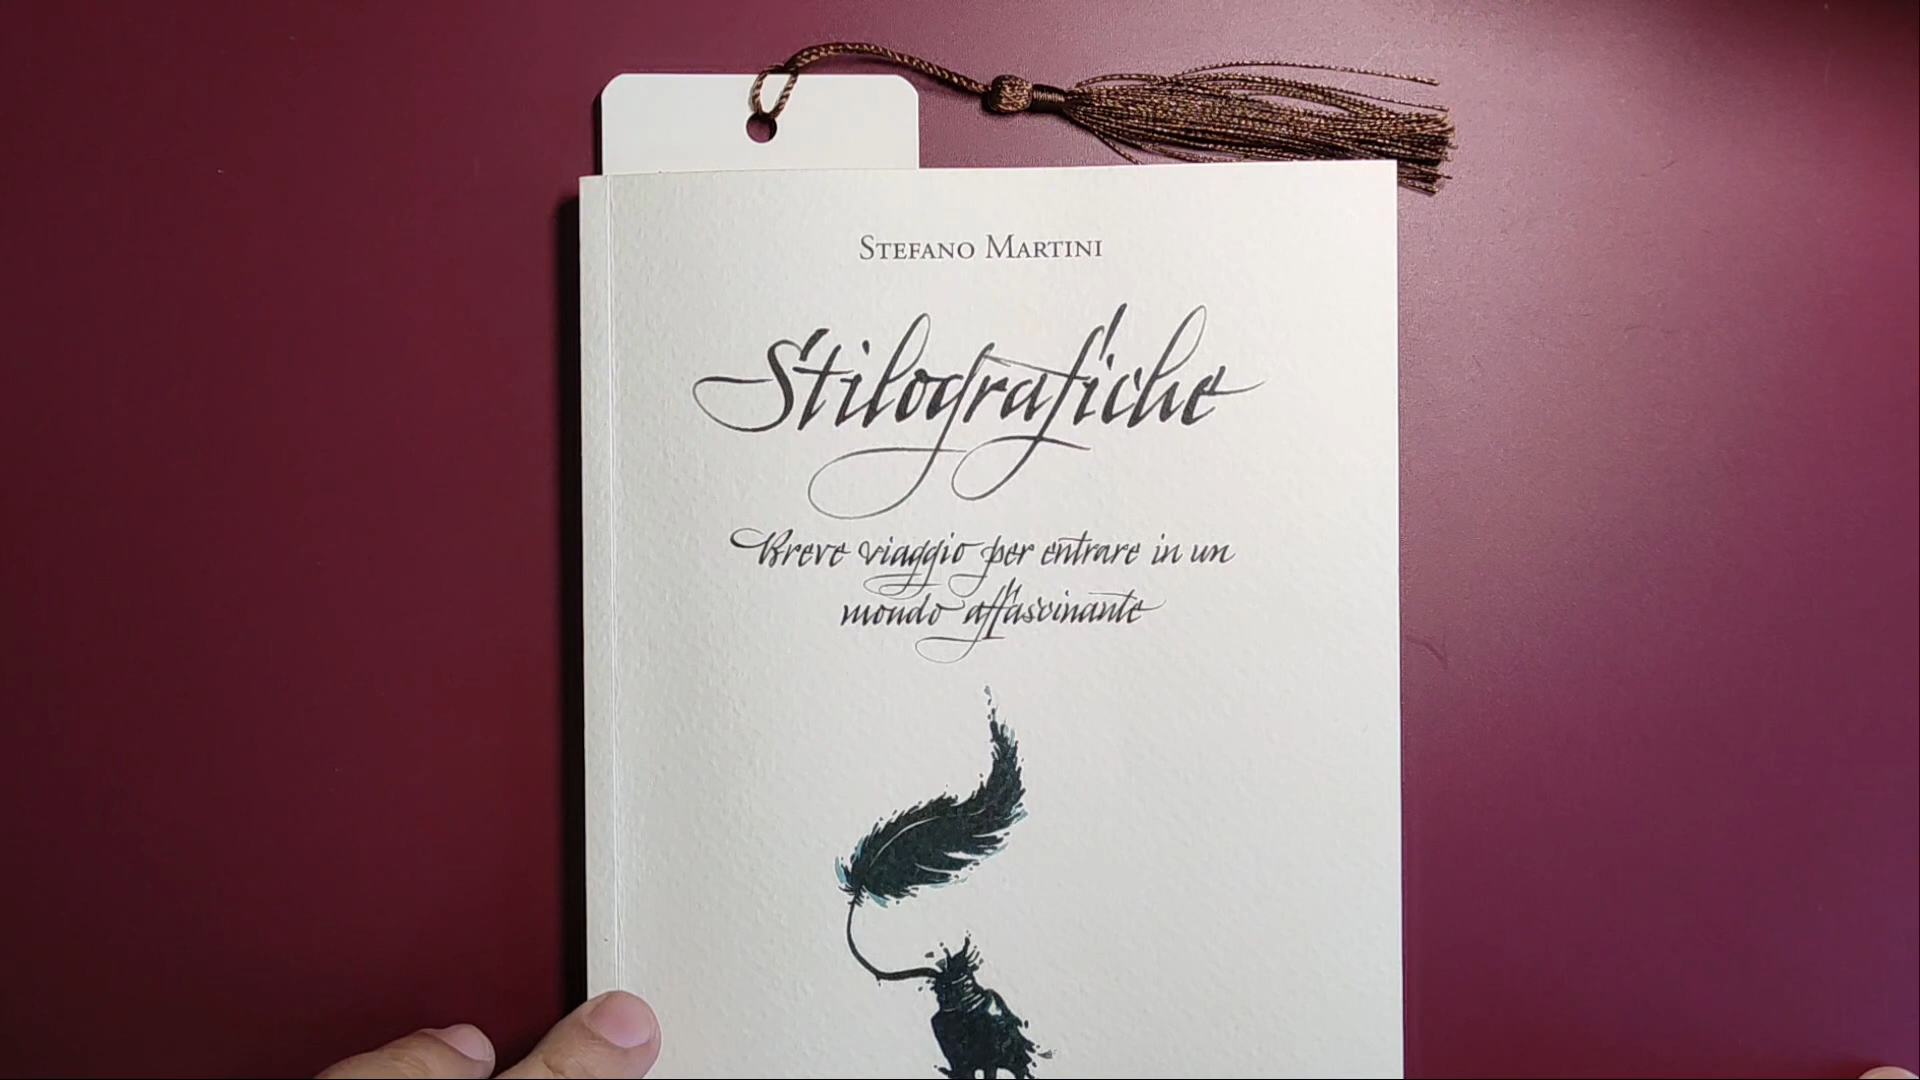 Stefano Martini
Stilografiche
Breve viaggio per entrare in un
mondo affascinante